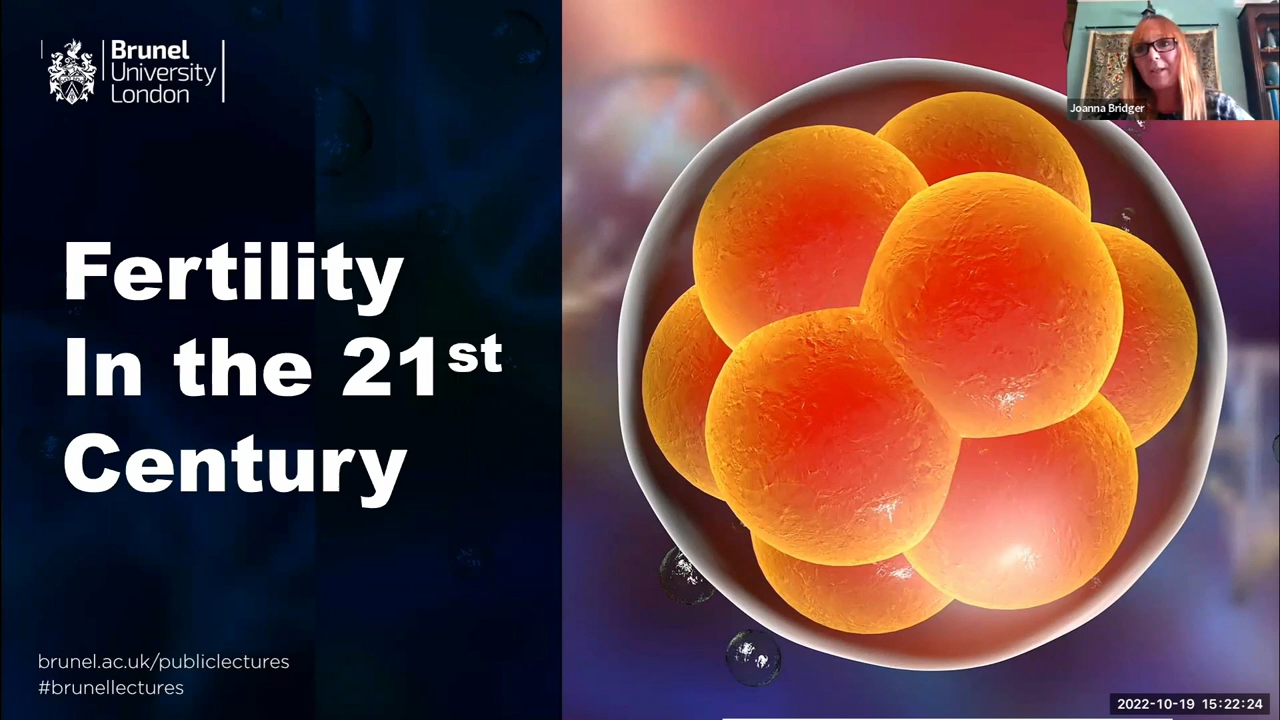 Brunel
University
London
Joanna Bridger
Fertility
In the 21st
Century
brunel.ac.uk/publiclectures
#brunellectures
2022-10-19 15:22:24